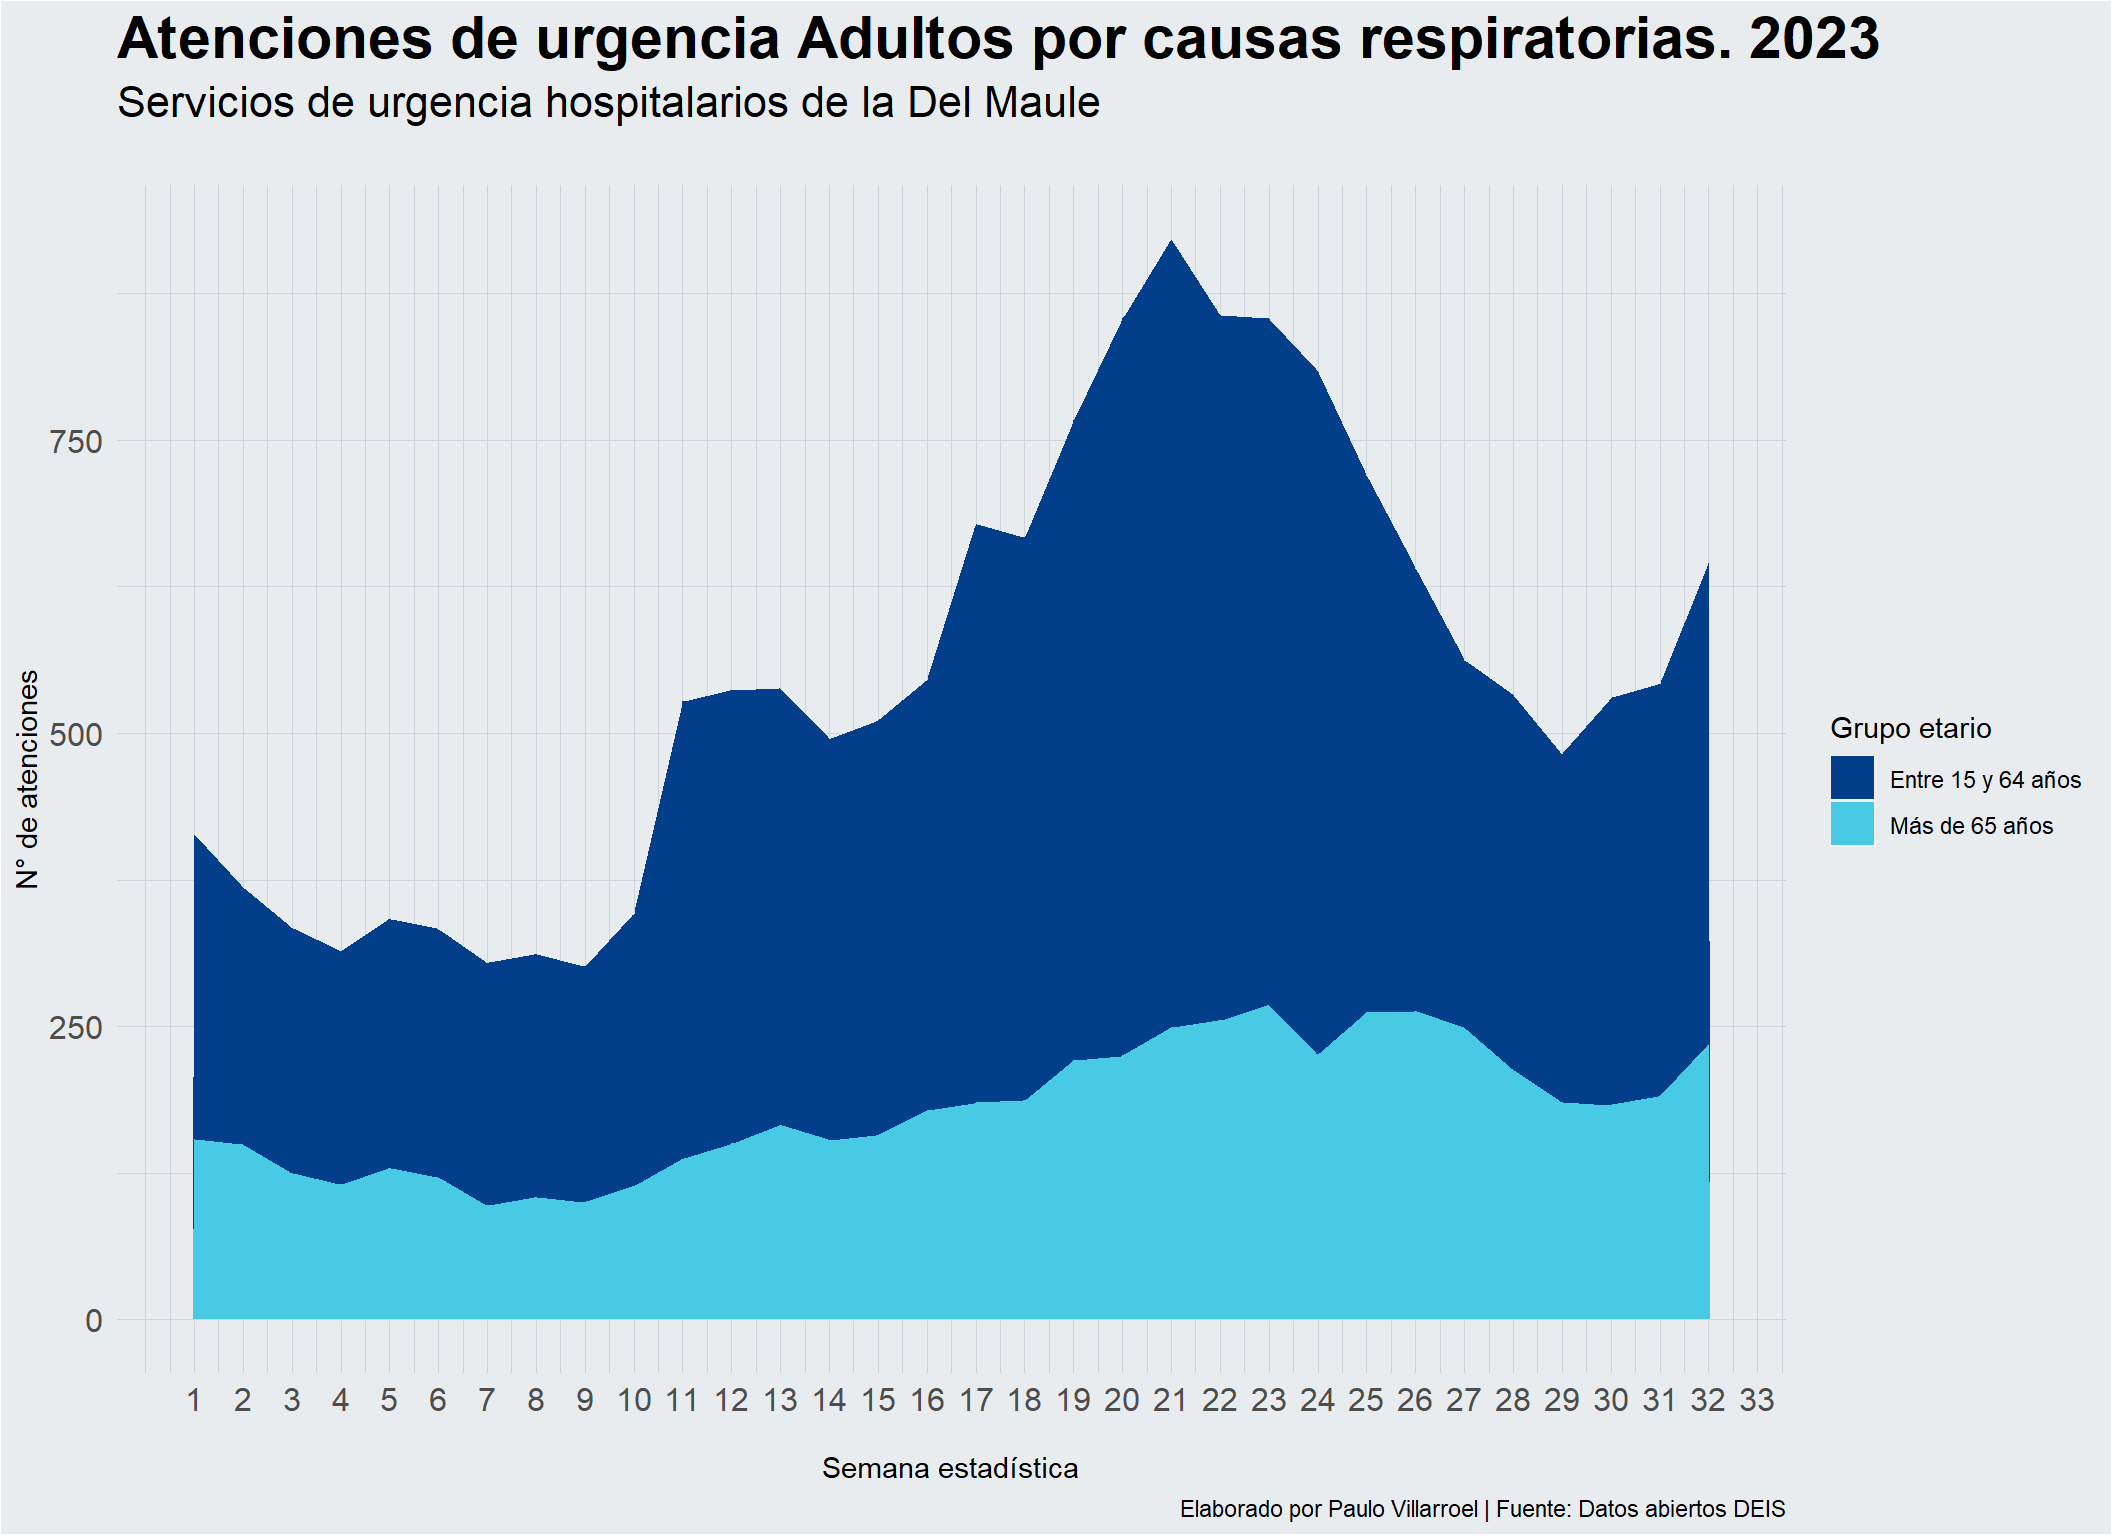 Atenciones de urgencia Adultos por causas respiratorias. 2023
Servicios de urgencia hospitalarios de la Del Maule
N° de atenciones
750
500
250
0
Grupo etario
Entre 15 y 64 años
Más de 65 años
1 2 3 4 5 6 7 8 9 10 11 12 13 14 15 16 17 18 19 20 21 22 23 24 25 26 27 28 29 30 31 32 33
Semana estadística
Elaborado por Paulo Villarroel | Fuente: Datos abiertos DEIS